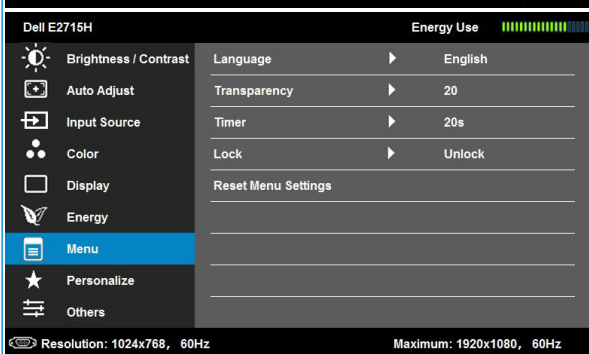 Dell E2715H Energy Use
Brightness / Contrast Language English
Auto Adjust Transparency 20
Input Source Timer 20s
Color Lock Unlock
Display Reset Menu Settings
Energy
Menu
Personalize
Others
Resolution: 1024x768, 60Hz Maximum: 1920x1080, 60Hz